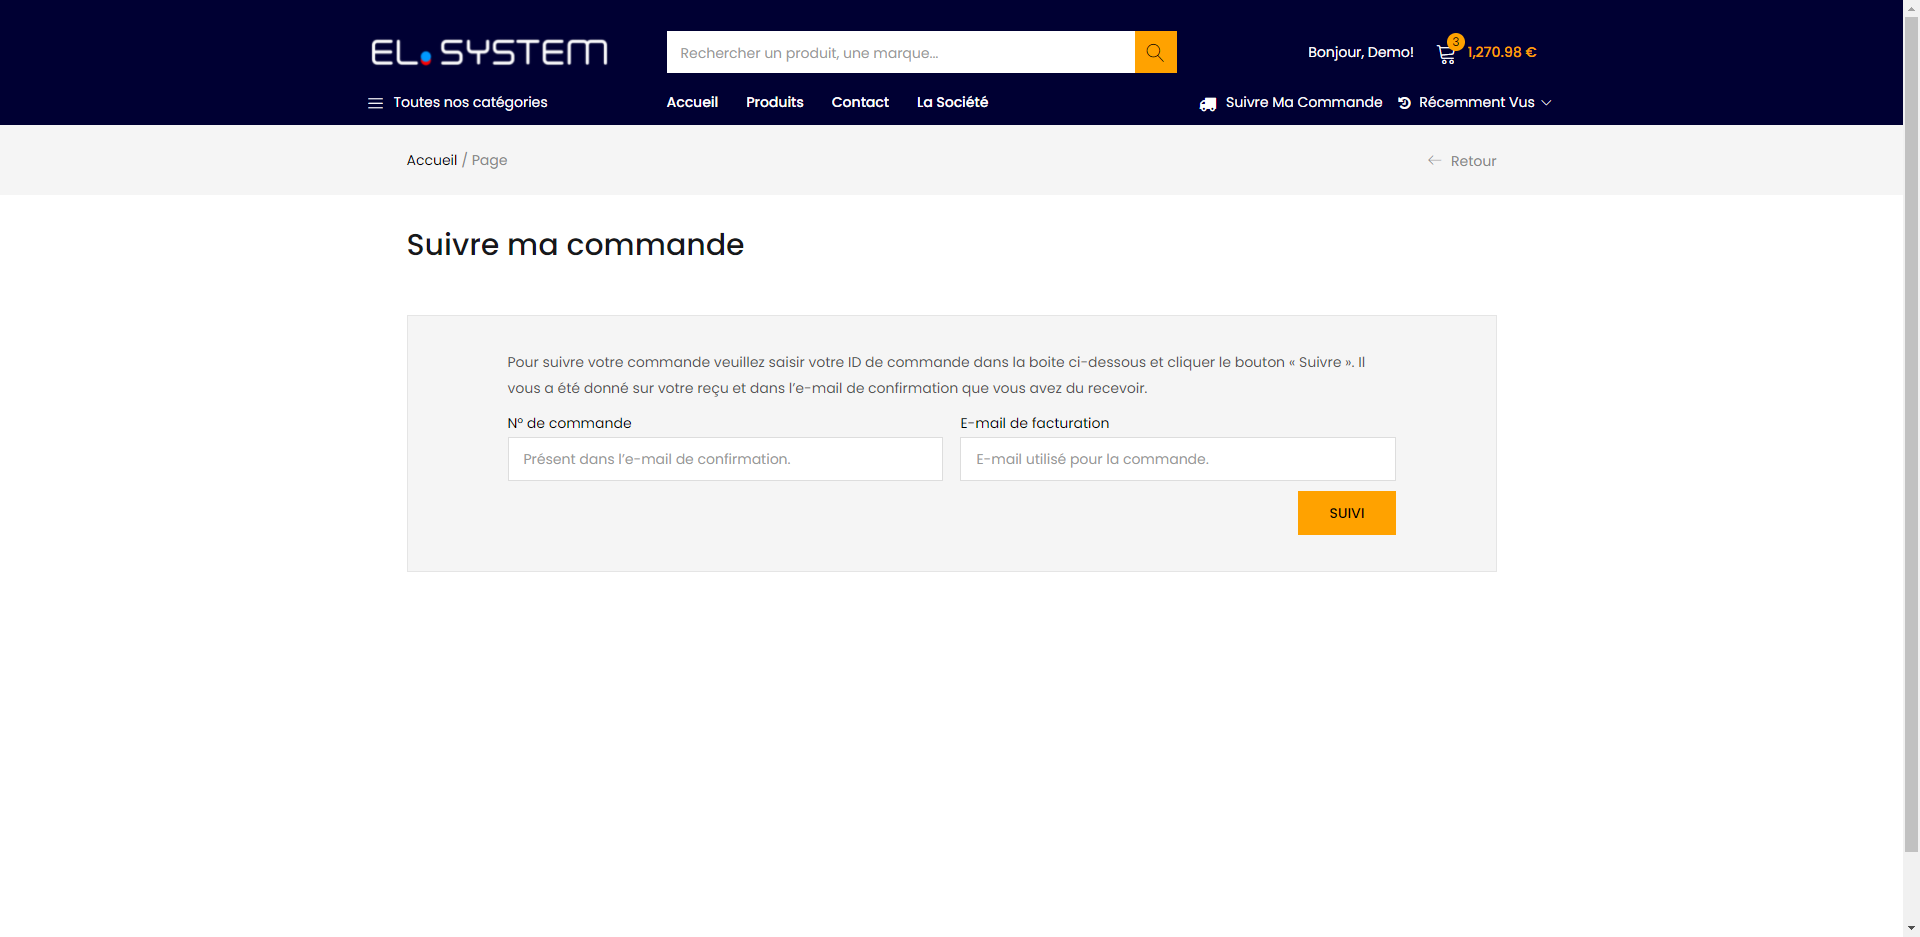 EL.SYSTEM
Rechercher un produit, une marque...
Bonjour, Demo!
3
1,270.98 €
Toutes nos catégories
Accueil
Produits
Contact
La Société
Suivre Ma Commande
Récemment Vus
Accueil / Page
Retour
Suivre ma commande
Pour suivre votre commande veuillez saisir votre ID de commande dans la boite ci-dessous et cliquer le bouton « Suivre ». Il
vous a été donné sur votre reçu et dans l’e-mail de confirmation que vous avez du recevoir.
N° de commande
E-mail de facturation
Présent dans l’e-mail de confirmation.
E-mail utilisé pour la commande.
SUIVI